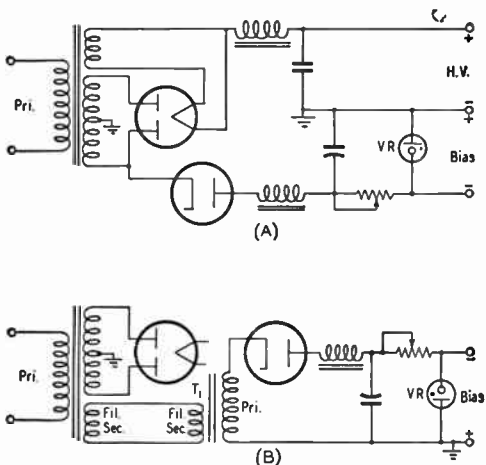 +
H.V.
Pri.
−
+
VR
Bias
−
(A)
Pri.
T1
Pri.
Fil.
Sec.
Fil.
Sec.
VR
Bias
+
(B)